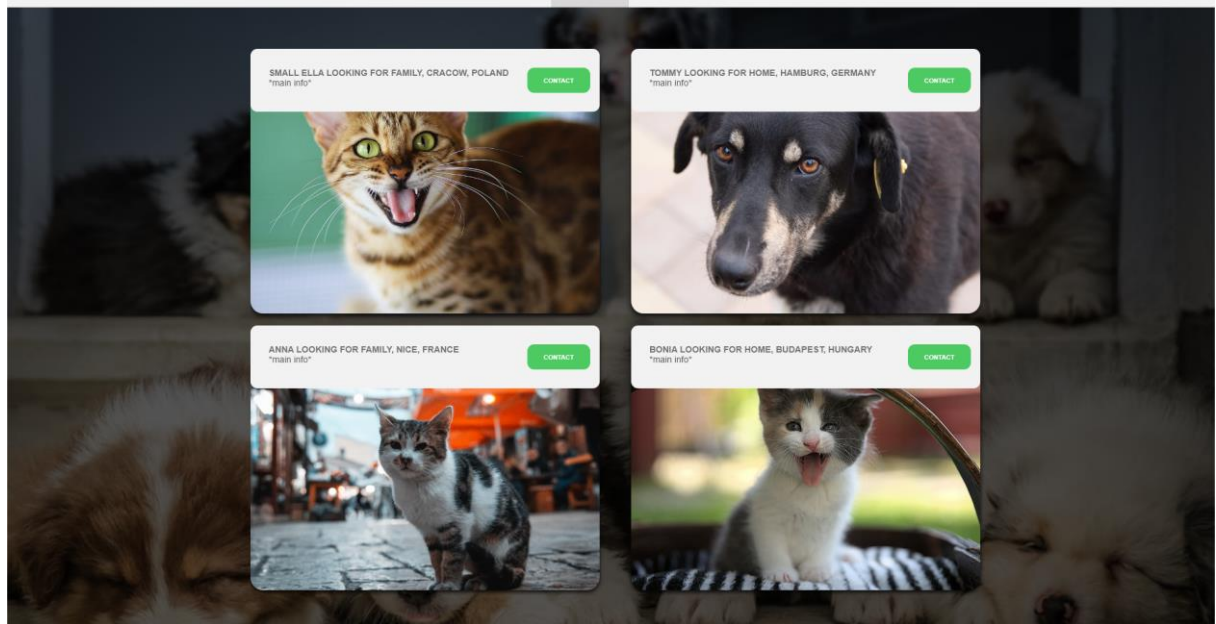 SMALL ELLA LOOKING FOR FAMILY, CRACOW, POLAND
"main info"
CONTACT
TOMMY LOOKING FOR HOME, HAMBURG, GERMANY
"main info"
CONTACT
ANNA LOOKING FOR FAMILY, NICE, FRANCE
"main info"
CONTACT
BONIA LOOKING FOR HOME, BUDAPEST, HUNGARY
"main info"
CONTACT